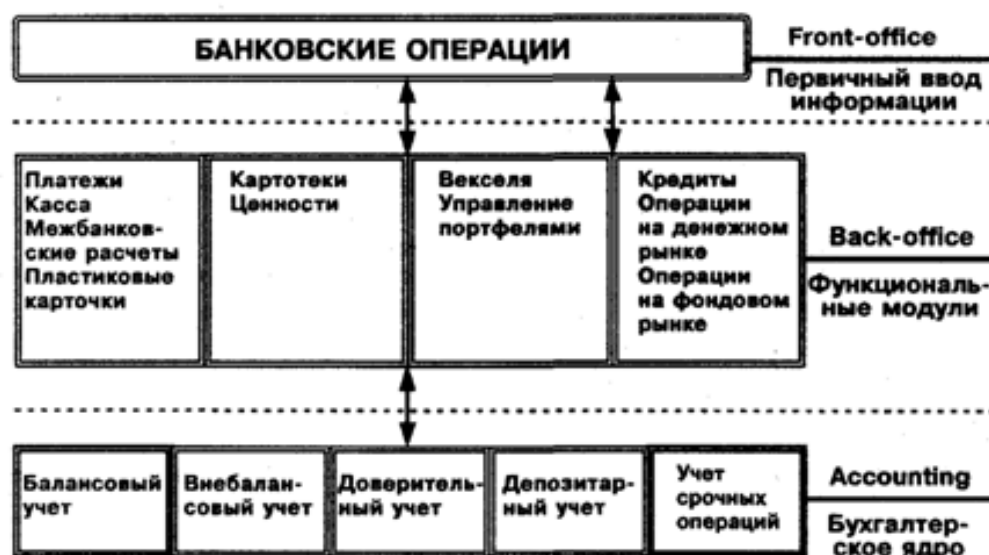 БАНКОВСКИЕ ОПЕРАЦИИ
Front-office
Первичный ввод
информации
Платежи
Касса
Межбанков-
ские расчеты
Пластиковые
карточки
Картотеки
Ценности
Векселя
Управление
портфелями
Кредиты
Операции
на денежном
рынке
Операции
на фондовом
рынке
Back-office
Функциональ-
ные модули
Балансовый
учет
Внебалан-
совый учет
Доверитель-
ный учет
Депозитар-
ный учет
Учет
срочных
операций
Accounting
Бухгалтер-
ское ядро